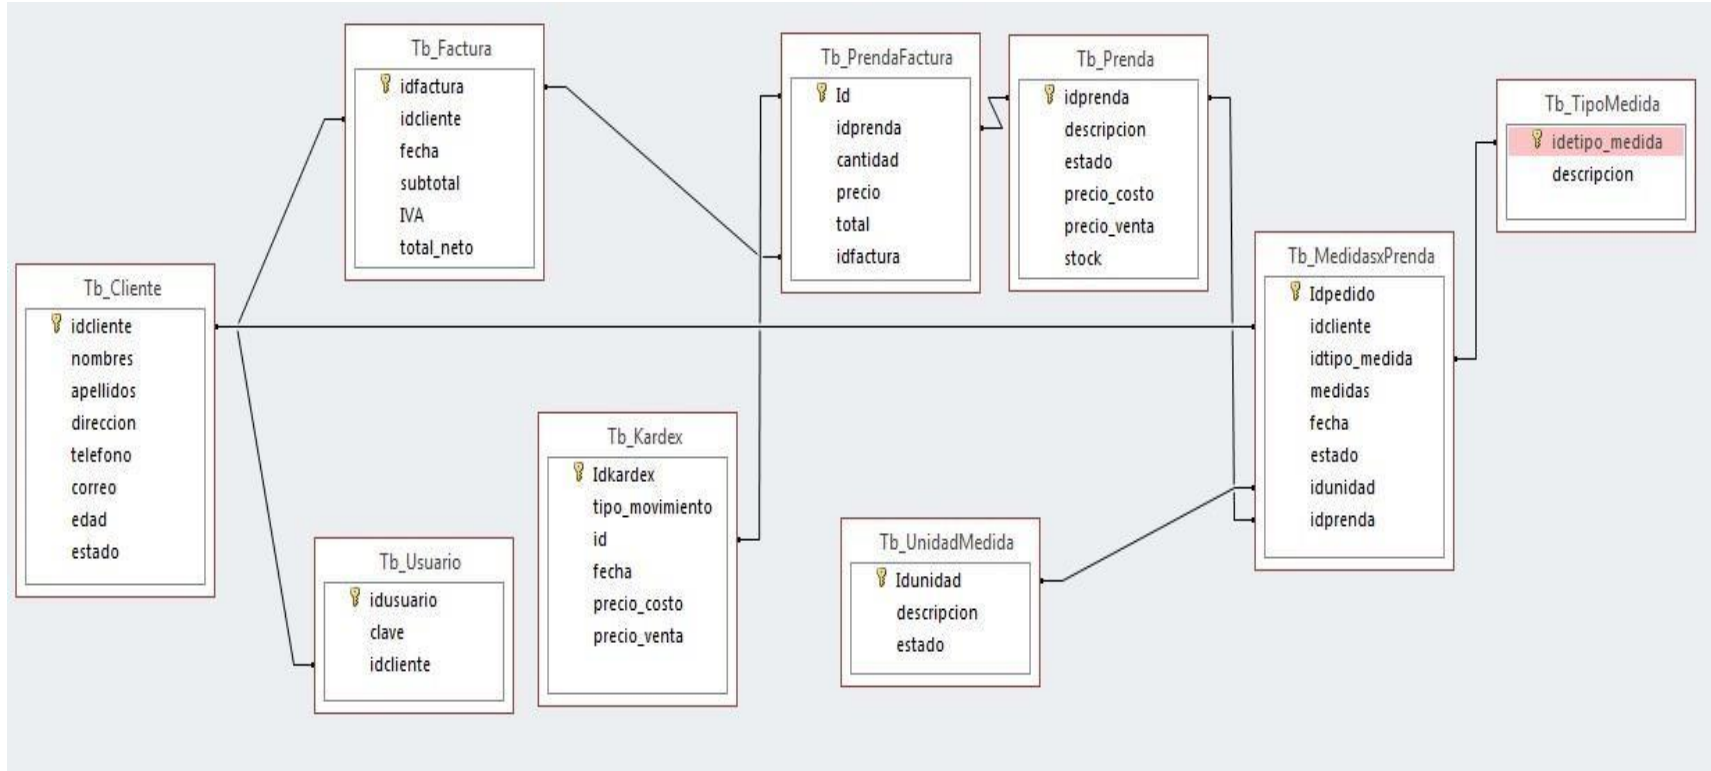 Tb_Factura
idfactura
idcliente
fecha
subtotal
IVA
total_neto
Tb_PrendaFactura
Id
idprenda
cantidad
precio
total
idfactura
Tb_Prenda
idprenda
descripcion
estado
precio_costo
precio_venta
stock
Tb_TipoMedida
idetipo_medida
descripcion
Tb_Cliente
idcliente
nombres
apellidos
direccion
telefono
correo
edad
estado
Tb_MedidasxPrenda
Idpedido
idcliente
idtipo_medida
medidas
fecha
estado
idunidad
idprenda
Tb_Usuario
idusuario
clave
idcliente
Tb_Kardex
Idkardex
tipo_movimiento
id
fecha
precio_costo
precio_venta
Tb_UnidadMedida
Idunidad
descripcion
estado